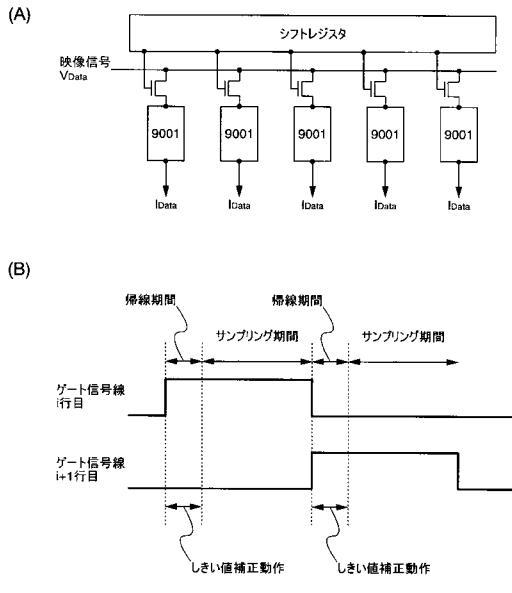 (A)
シフトレジスタ
映像信号
VData
9001 9001 9001 9001 9001
IData IData IData IData IData
(B)
帰線期間 帰線期間
サンプリング期間 サンプリング期間
ゲート信号線
i行目
ゲート信号線
i+1行目
しきい値補正動作 しきい値補正動作